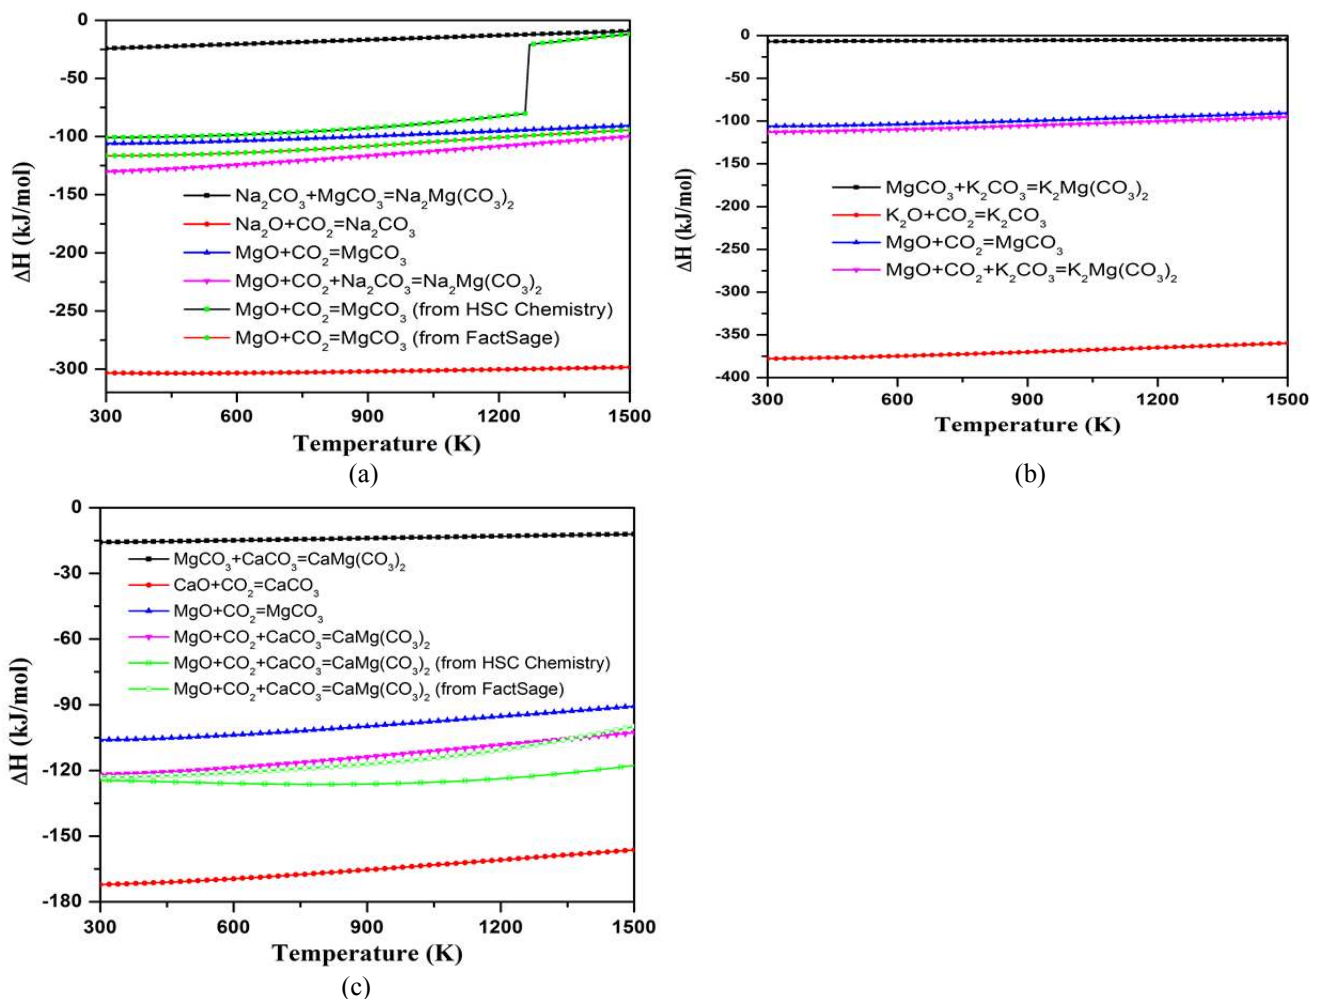 0
-50
-100
-150
-200
-250
-300
ΔH (kJ/mol)
Na₂CO₃+MgCO₃=Na₂Mg(CO₃)₂
Na₂O+CO₂=Na₂CO₃
MgO+CO₂=MgCO₃
MgO+CO₂+Na₂CO₃=Na₂Mg(CO₃)₂
MgO+CO₂=MgCO₃ (from HSC Chemistry)
MgO+CO₂=MgCO₃ (from FactSage)
300 600 900 1200 1500
Temperature (K)
(a)
0
-50
-100
-150
-200
-250
-300
-350
-400
ΔH (kJ/mol)
MgCO₃+K₂CO₃=K₂Mg(CO₃)₂
K₂O+CO₂=K₂CO₃
MgO+CO₂=MgCO₃
MgO+CO₂+K₂CO₃=K₂Mg(CO₃)₂
300 600 900 1200 1500
Temperature (K)
(b)
0
-30
-60
-90
-120
-150
-180
ΔH (kJ/mol)
MgCO₃+CaCO₃=CaMg(CO₃)₂
CaO+CO₂=CaCO₃
MgO+CO₂=MgCO₃
MgO+CO₂+CaCO₃=CaMg(CO₃)₂
MgO+CO₂+CaCO₃=CaMg(CO₃)₂ (from HSC Chemistry)
MgO+CO₂+CaCO₃=CaMg(CO₃)₂ (from FactSage)
300 600 900 1200 1500
Temperature (K)
(c)